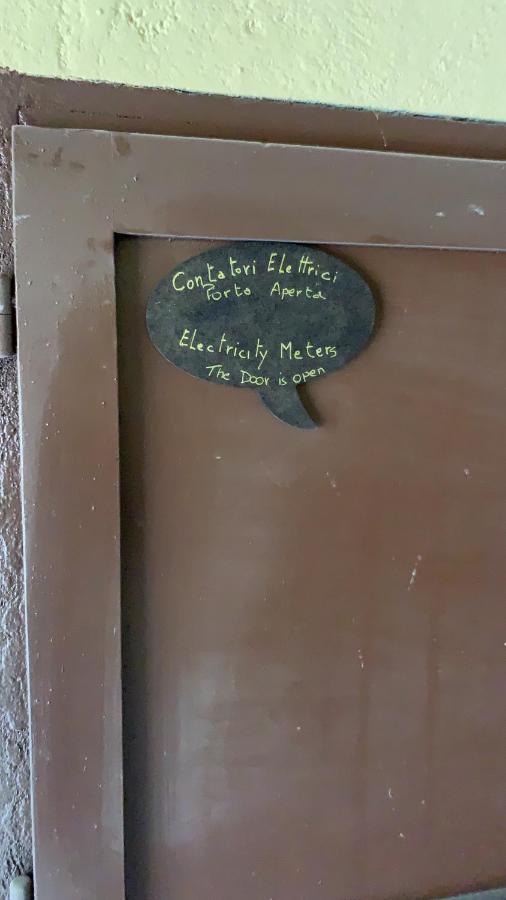 Contatori Elettrici
Porta Aperta
Electricity Meters
The Door is open